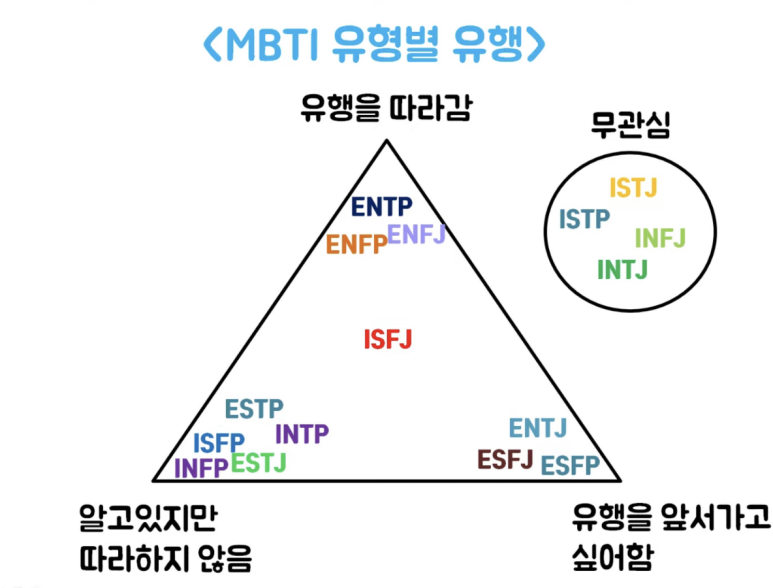 <MBTI 유형별 유행>
유행을 따라감
무관심
ISTJ
ISTP
INFJ
INTJ
ENTP
ENFJ
ENFP
ISFJ
ESTP
INTP
ISFP
INFP
ESTJ
ENTJ
ESFJ
ESFP
알고있지만
따라하지 않음
유행을 앞서가고
싶어함